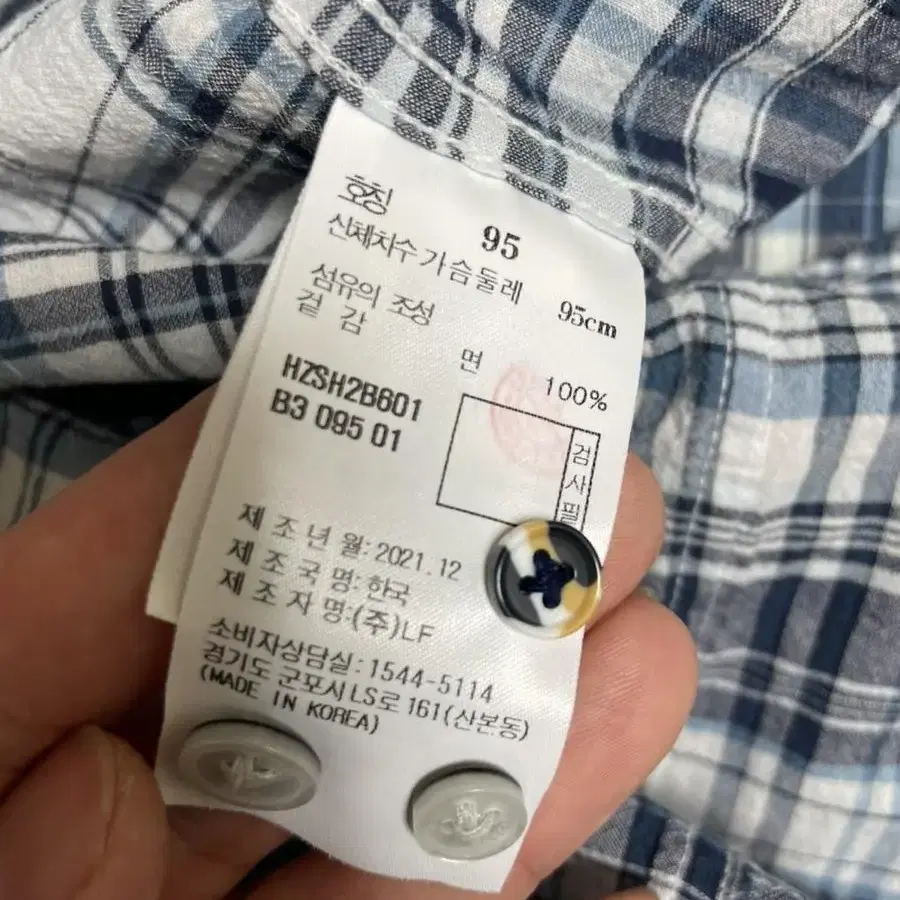 호칭 95
신체치수 가슴둘레 95cm
섬유의 조성
겉 감 면 100%
HZSH2B601
B3 095 01
검사필
제 조 년 월: 2021.12
제 조 국 명: 한국
제 조 자 명:(주)LF
소비자상담실: 1544-5114
경기도 군포시 LS로 161(산본동)
(MADE IN KOREA)